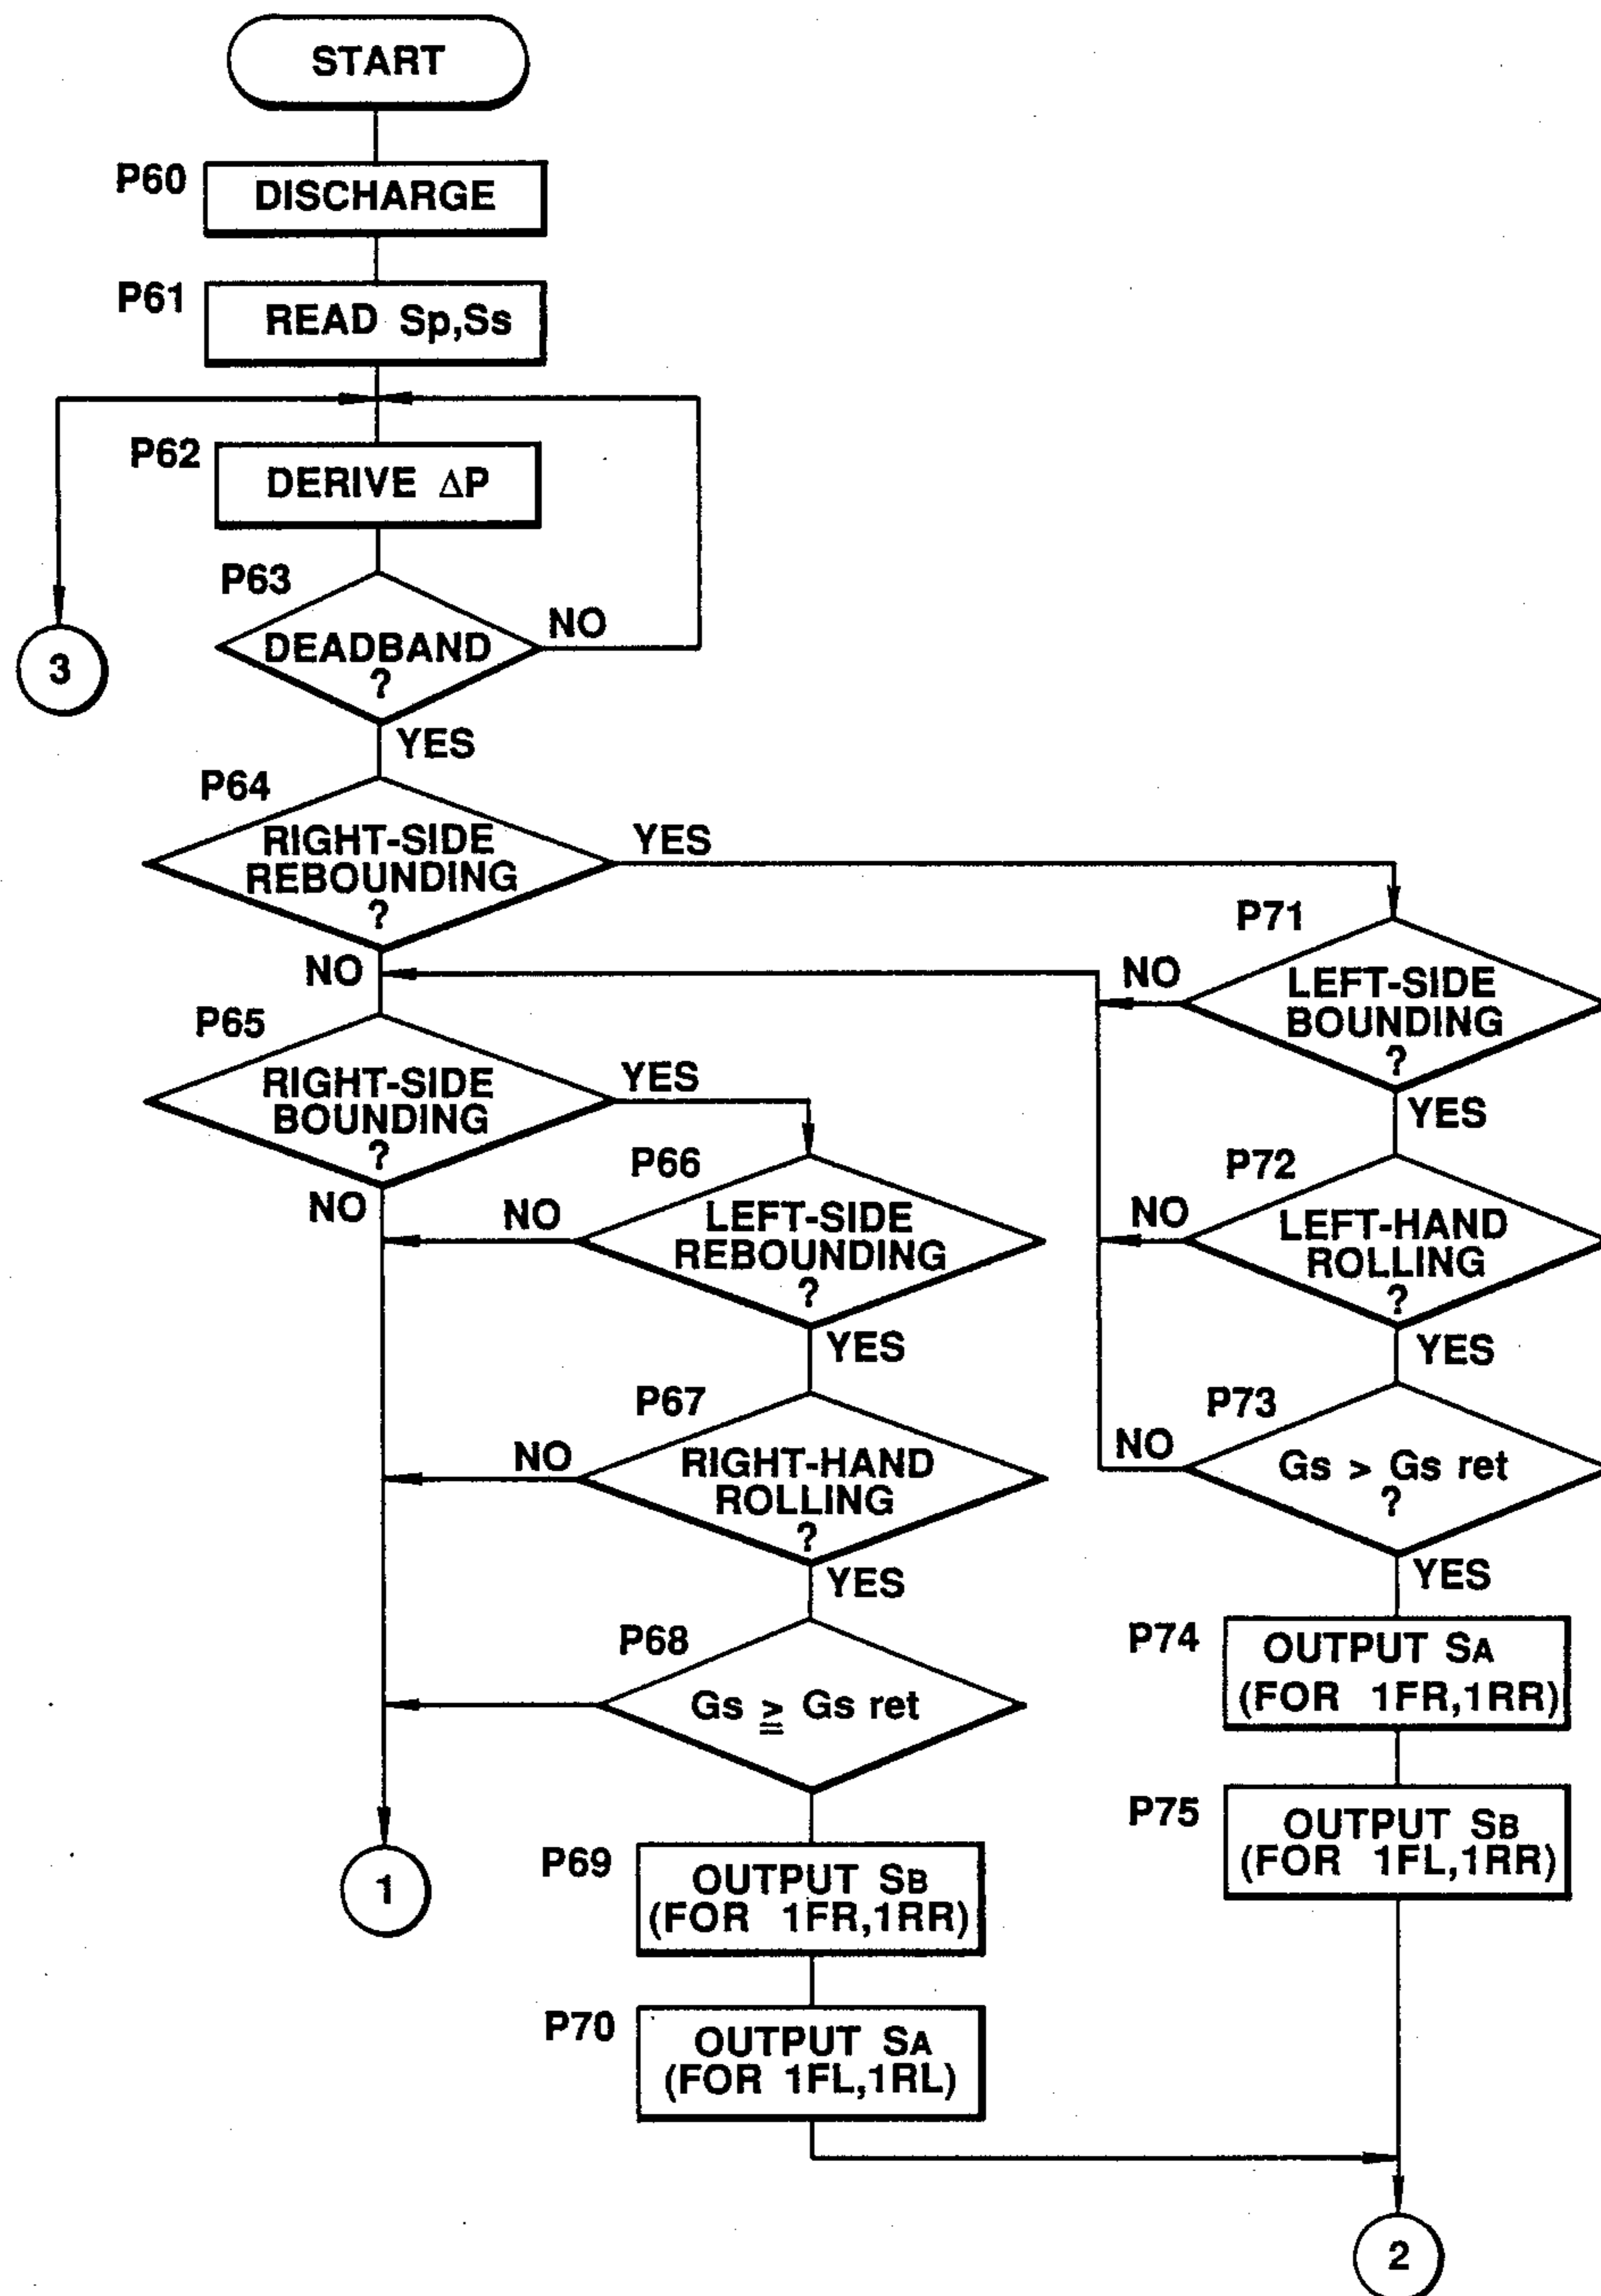 START
P60
DISCHARGE
P61
READ Sp,Ss
P62
DERIVE ΔP
P63
DEADBAND
?
NO
YES
3
P64
RIGHT-SIDE
REBOUNDING
?
YES
NO
P71
LEFT-SIDE
BOUNDING
?
NO
YES
P65
RIGHT-SIDE
BOUNDING
?
YES
NO
P66
LEFT-SIDE
REBOUNDING
?
NO
YES
P72
LEFT-HAND
ROLLING
?
NO
YES
P67
RIGHT-HAND
ROLLING
?
NO
YES
P73
Gs > Gs ret
?
NO
YES
P68
Gs ≧ Gs ret
P74
OUTPUT SA
(FOR 1FR,1RR)
P75
OUTPUT SB
(FOR 1FL,1RR)
1
P69
OUTPUT SB
(FOR 1FR,1RR)
P70
OUTPUT SA
(FOR 1FL,1RL)
2